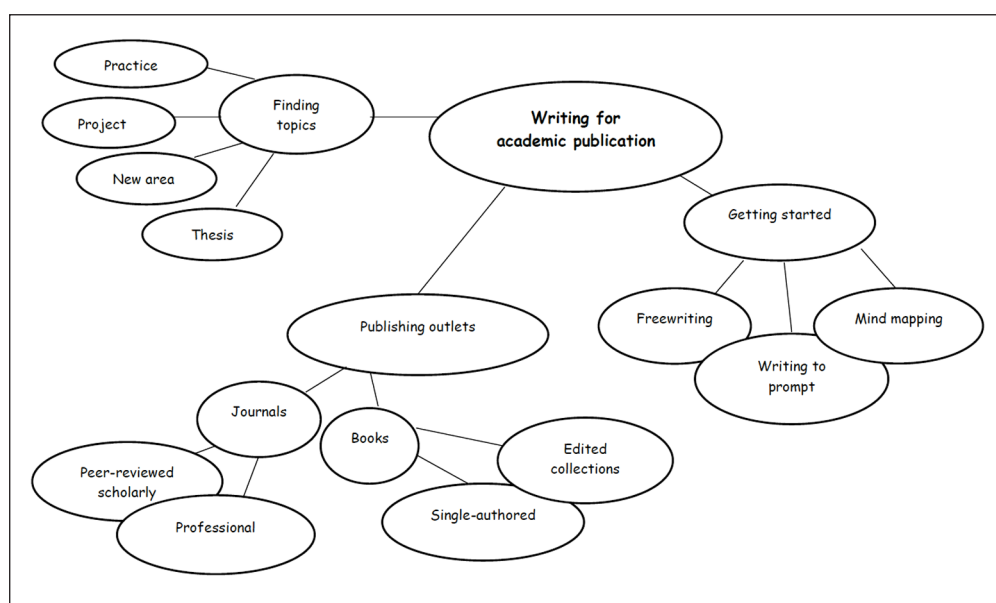 Writing for
academic publication
Finding
topics
Practice
Project
New area
Thesis
Getting started
Freewriting
Writing to
prompt
Mind mapping
Publishing outlets
Journals
Peer-reviewed
scholarly
Professional
Books
Edited
collections
Single-authored